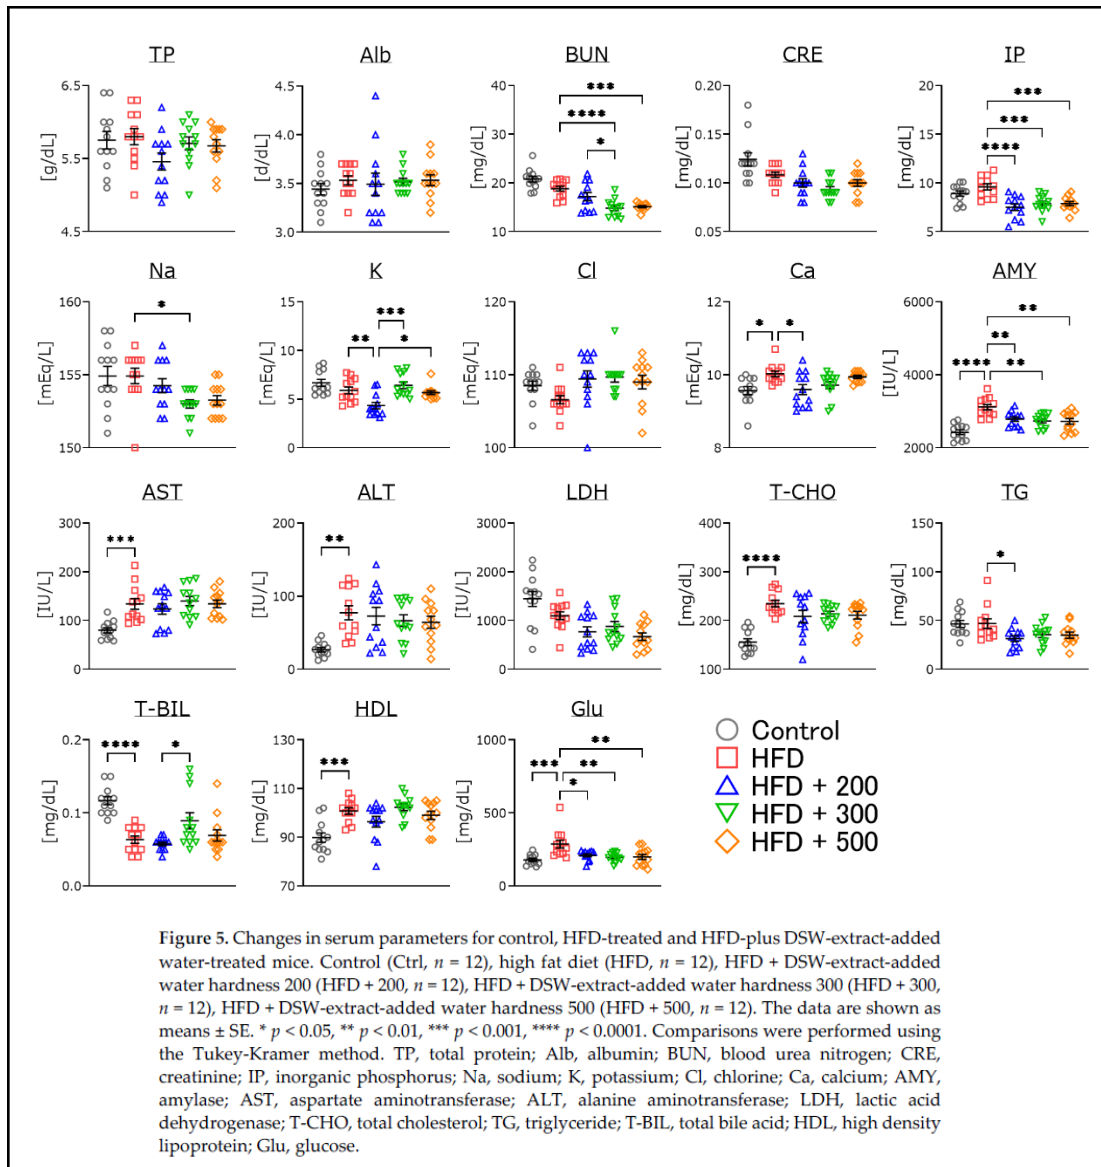 TP
Alb
BUN
CRE
IP
6.5
5.5
4.5
[g/dL]
4.5
4.0
3.5
3.0
[d/dL]
40
30
20
10
[mg/dL]
***
****
*
0.20
0.15
0.10
0.05
[mg/dL]
20
15
10
5
[mg/dL]
***
***
****
Na
K
Cl
Ca
AMY
160
155
150
[mEq/L]
*
15
10
5
0
[mEq/L]
***
**
*
120
110
100
[mEq/L]
12
10
8
[mg/dL]
*
*
6000
4000
2000
[IU/L]
**
**
****
**
AST
ALT
LDH
T-CHO
TG
300
200
100
0
[IU/L]
***
200
100
0
[IU/L]
**
3000
2000
1000
0
[IU/L]
400
300
200
100
[mg/dL]
****
150
100
50
0
[mg/dL]
*
T-BIL
HDL
Glu
0.2
0.1
0.0
[mg/dL]
****
*
130
110
90
70
[mg/dL]
***
1000
500
0
[mg/dL]
**
***
**
*
Control
HFD
HFD + 200
HFD + 300
HFD + 500
Figure 5. Changes in serum parameters for control, HFD-treated and HFD-plus DSW-extract-added
water-treated mice. Control (Ctrl, n = 12), high fat diet (HFD, n = 12), HFD + DSW-extract-added
water hardness 200 (HFD + 200, n = 12), HFD + DSW-extract-added water hardness 300 (HFD + 300,
n = 12), HFD + DSW-extract-added water hardness 500 (HFD + 500, n = 12). The data are shown as
means ± SE. * p < 0.05, ** p < 0.01, *** p < 0.001, **** p < 0.0001. Comparisons were performed using
the Tukey-Kramer method. TP, total protein; Alb, albumin; BUN, blood urea nitrogen; CRE,
creatinine; IP, inorganic phosphorus; Na, sodium; K, potassium; Cl, chlorine; Ca, calcium; AMY,
amylase; AST, aspartate aminotransferase; ALT, alanine aminotransferase; LDH, lactic acid
dehydrogenase; T-CHO, total cholesterol; TG, triglyceride; T-BIL, total bile acid; HDL, high density
lipoprotein; Glu, glucose.